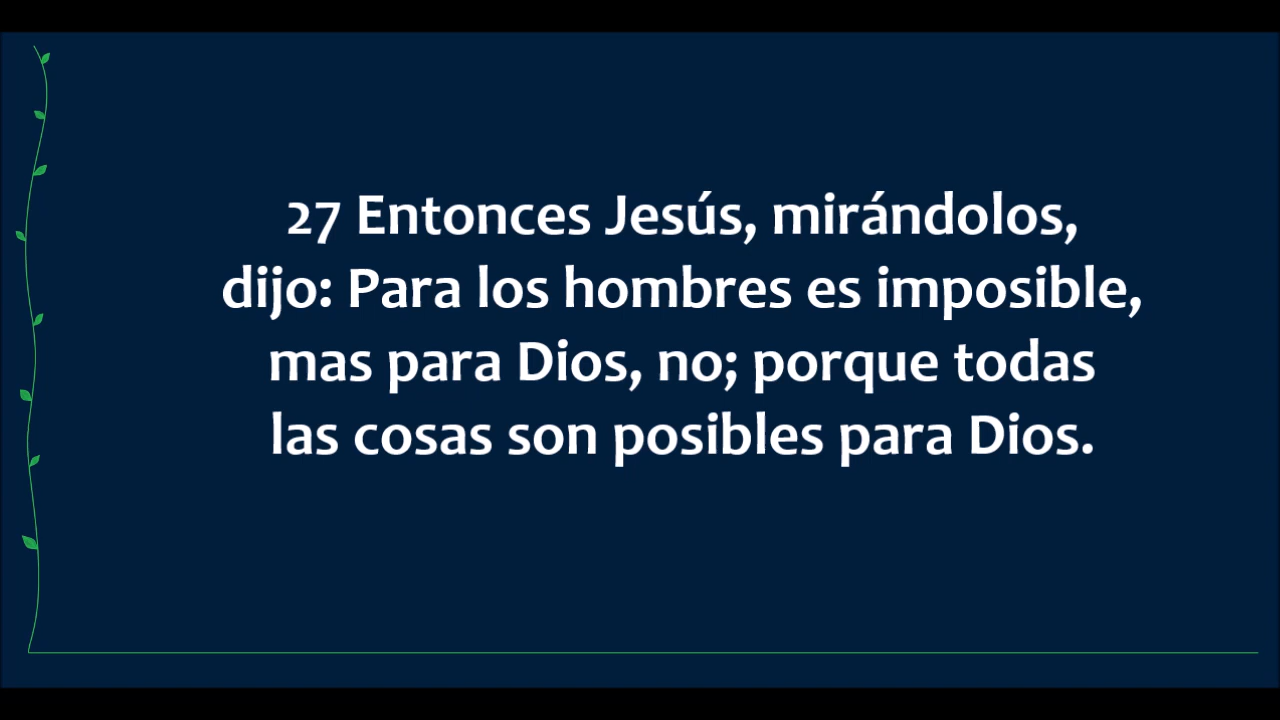 27 Entonces Jesús, mirándolos,
dijo: Para los hombres es imposible,
mas para Dios, no; porque todas
las cosas son posibles para Dios.